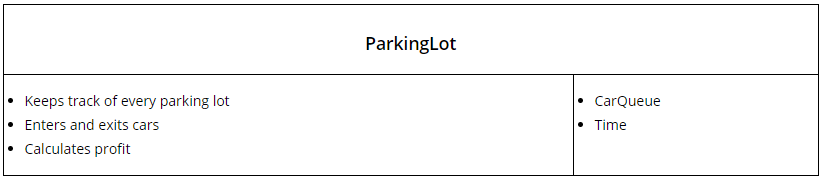 ParkingLot
Keeps track of every parking lot
Enters and exits cars
Calculates profit
CarQueue
Time